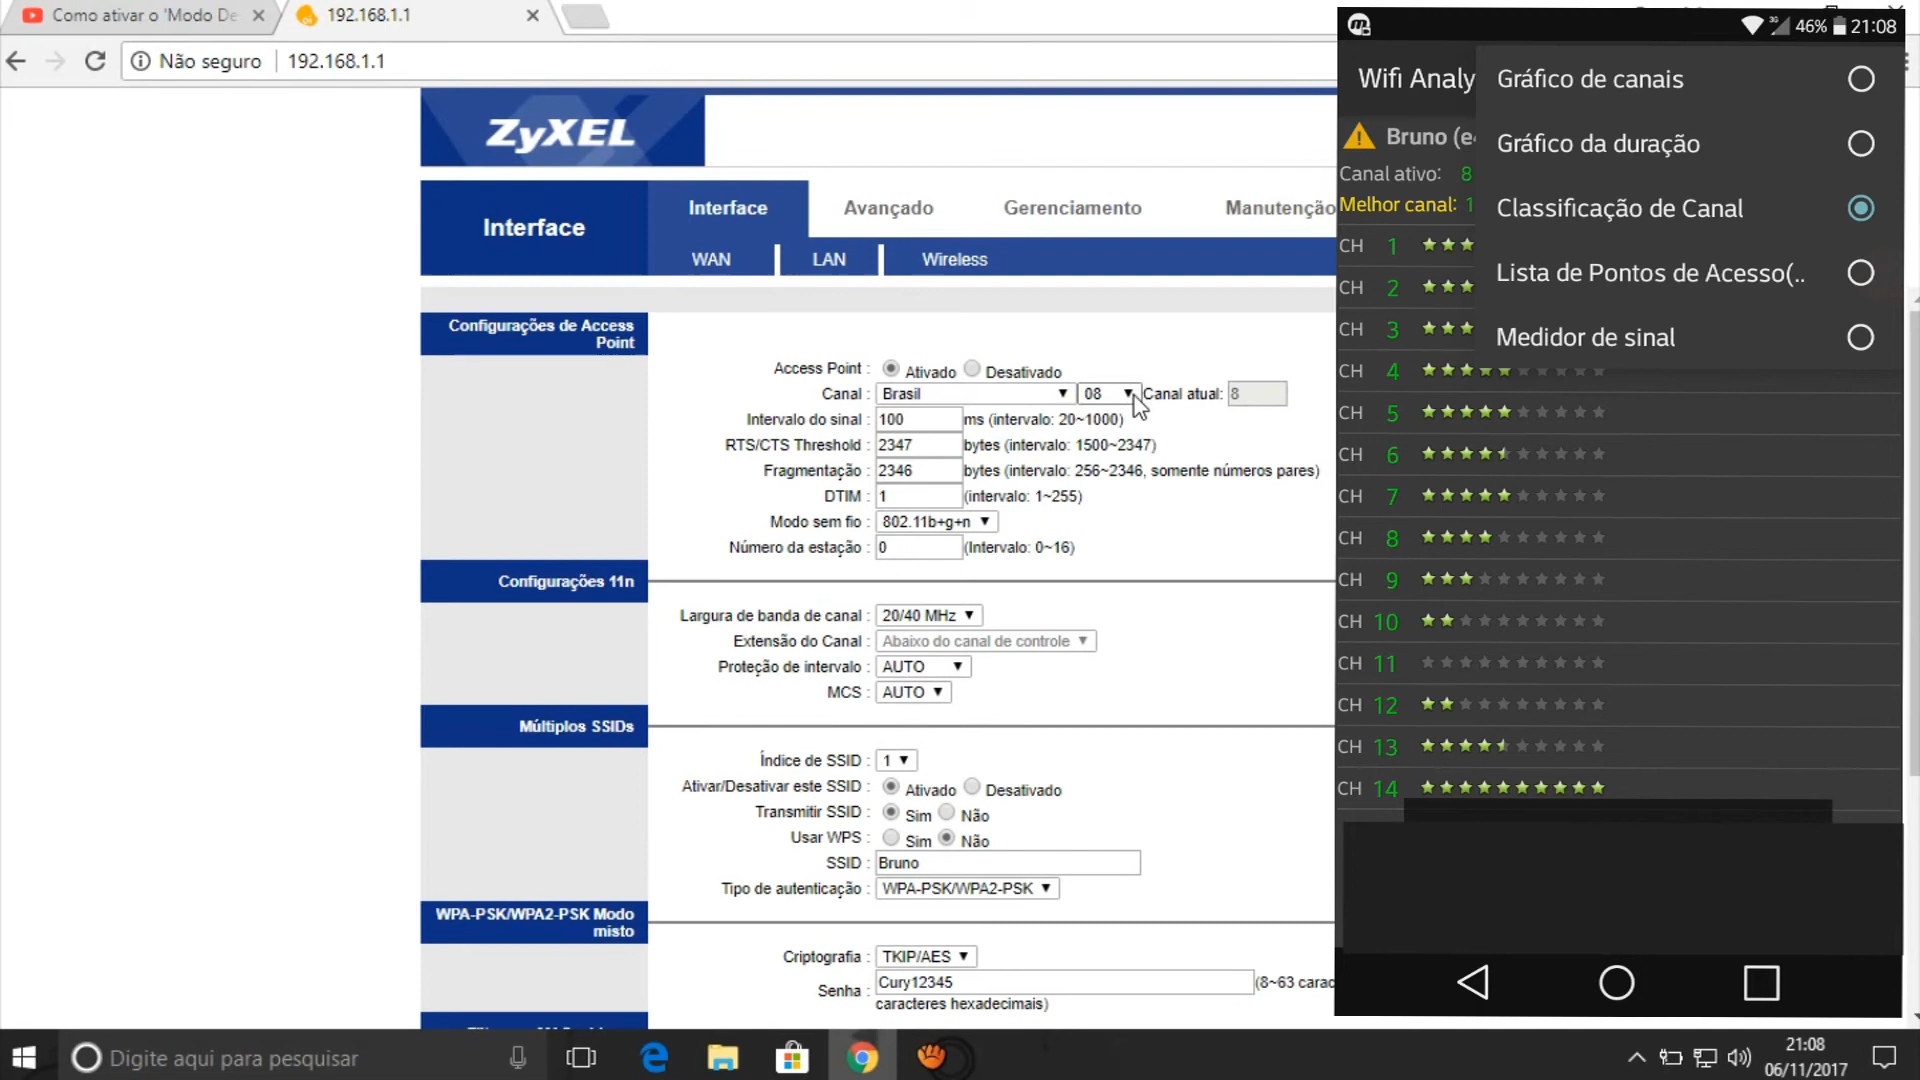 Como ativar o 'Modo De
192.168.1.1
Não seguro
192.168.1.1
ZyXEL
Interface
Interface
Avançado
Gerenciamento
Manutenção
WAN
LAN
Wireless
Configurações de Access
Point
Access Point : Ativado Desativado
Canal : Brasil 08 Canal atual: 8
Intervalo do sinal : 100 ms (intervalo: 20~1000)
RTS/CTS Threshold : 2347 bytes (intervalo: 1500~2347)
Fragmentação : 2346 bytes (intervalo: 256~2346, somente números pares)
DTIM : 1 (intervalo: 1~255)
Modo sem fio : 802.11b+g+n
Número da estação : 0 (Intervalo: 0~16)
Configurações 11n
Largura de banda de canal : 20/40 MHz
Extensão do Canal : Abaixo do canal de controle
Proteção de intervalo : AUTO
MCS : AUTO
Múltiplos SSIDs
Índice de SSID : 1
Ativar/Desativar este SSID : Ativado Desativado
Transmitir SSID : Sim Não
Usar WPS : Sim Não
SSID : Bruno
Tipo de autenticação : WPA-PSK/WPA2-PSK
WPA-PSK/WPA2-PSK Modo
misto
Criptografia : TKIP/AES
Senha : Cury12345 (8~63 carac
caracteres hexadecimais)
3G 46% 21:08
Wifi Analy
Bruno (e
Canal ativo: 8
Melhor canal: 1
Gráfico de canais
Gráfico da duração
Classificação de Canal
Lista de Pontos de Acesso(..
Medidor de sinal
CH 1
CH 2
CH 3
CH 4
CH 5
CH 6
CH 7
CH 8
CH 9
CH 10
CH 11
CH 12
CH 13
CH 14
Digite aqui para pesquisar
21:08
06/11/2017